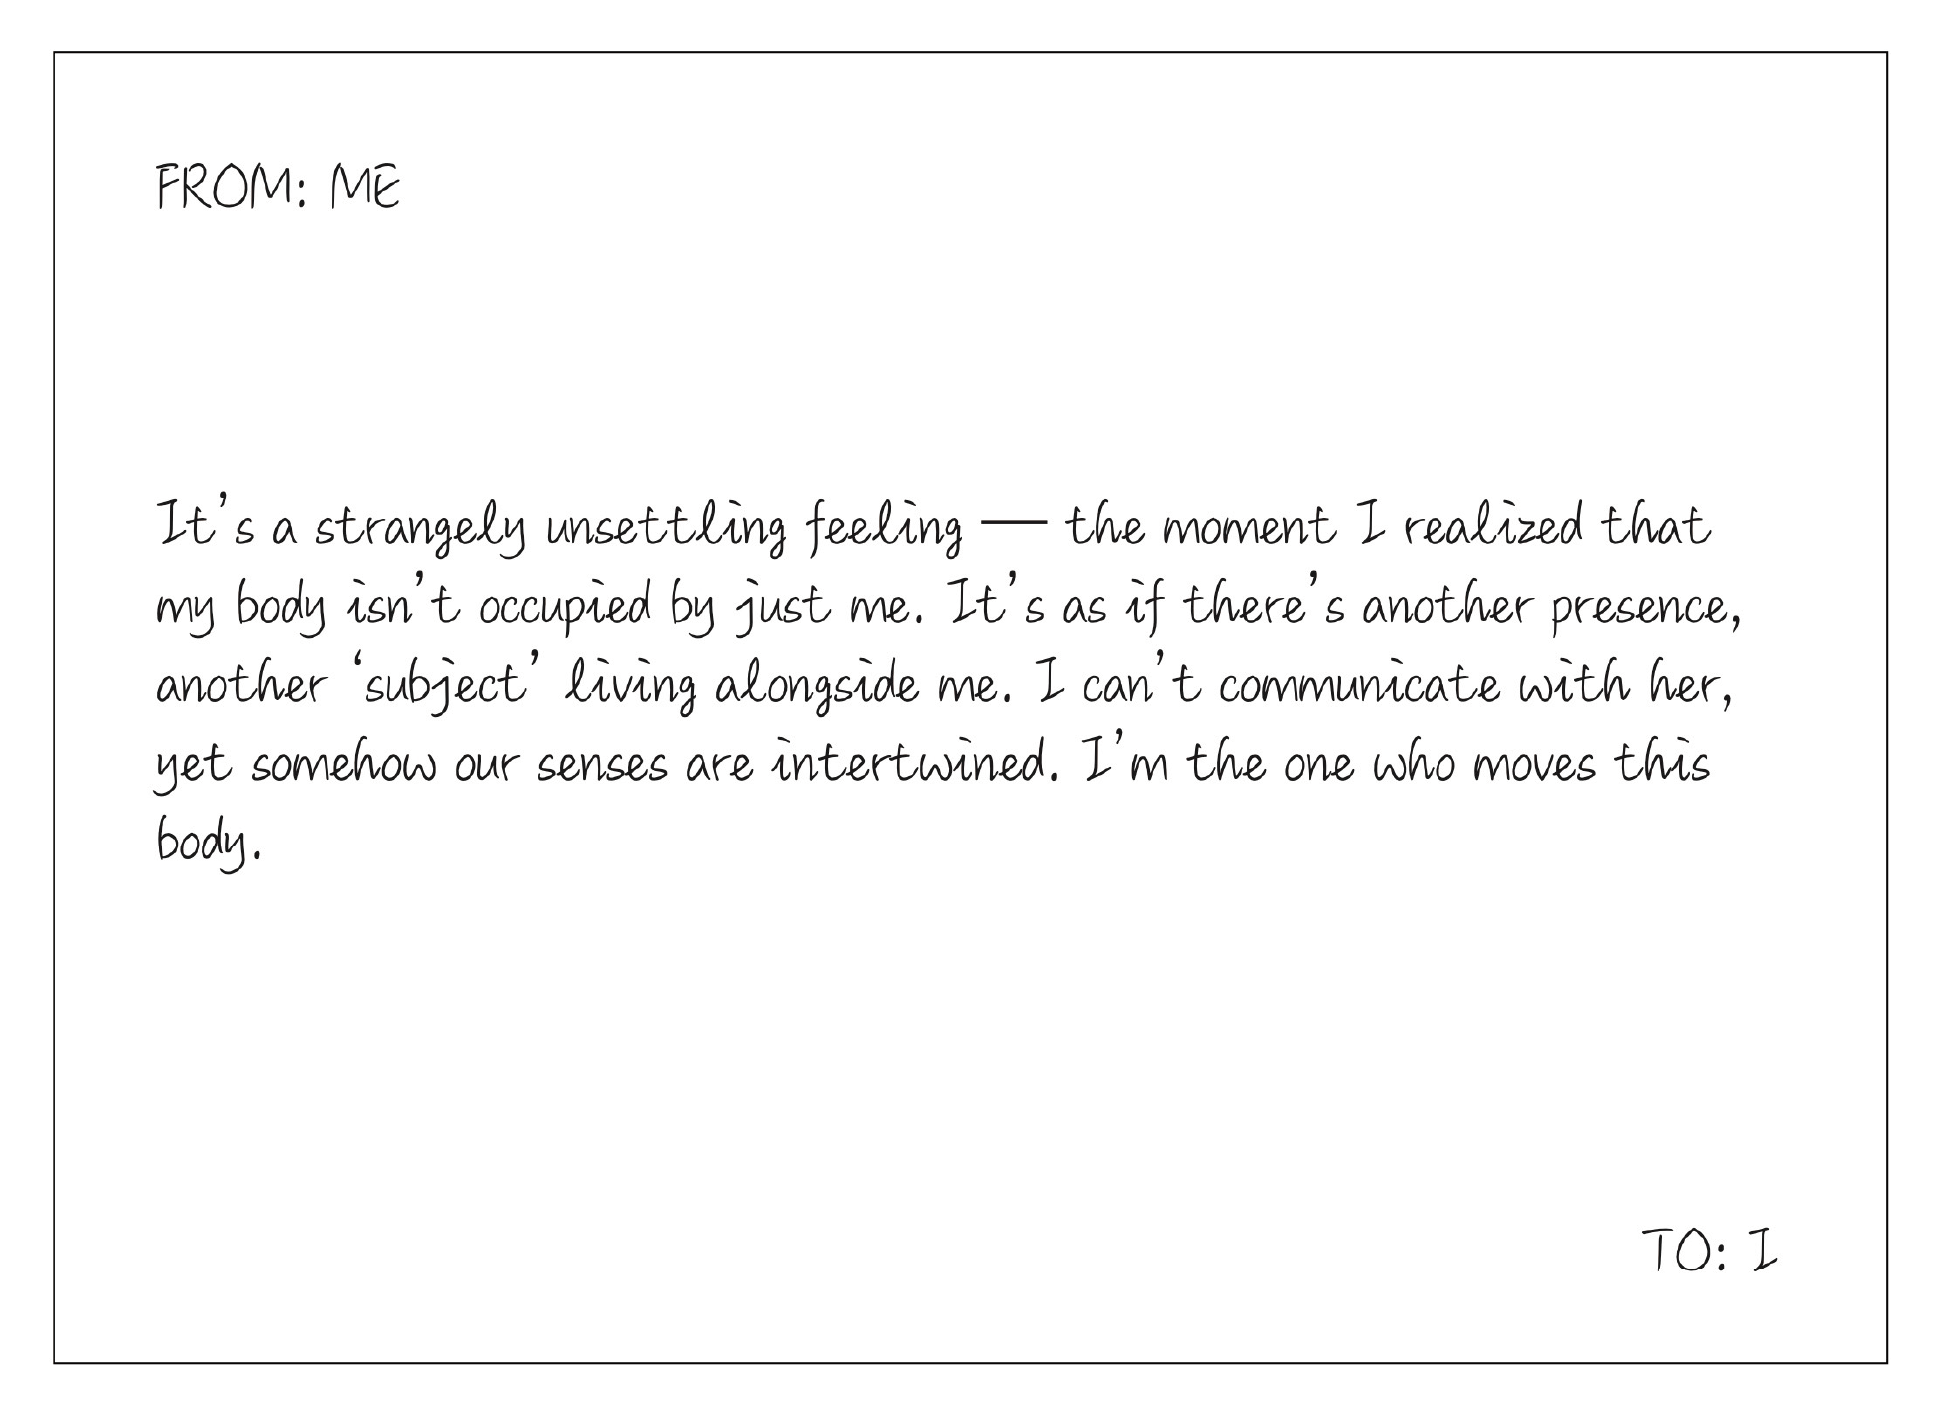 FROM: ME
It’s a strangely unsettling feeling — the moment I realized that
my body isn’t occupied by just me. It’s as if there’s another presence,
another ‘subject’ living alongside me. I can’t communicate with her,
yet somehow our senses are intertwined. I’m the one who moves this
body.
TO: I